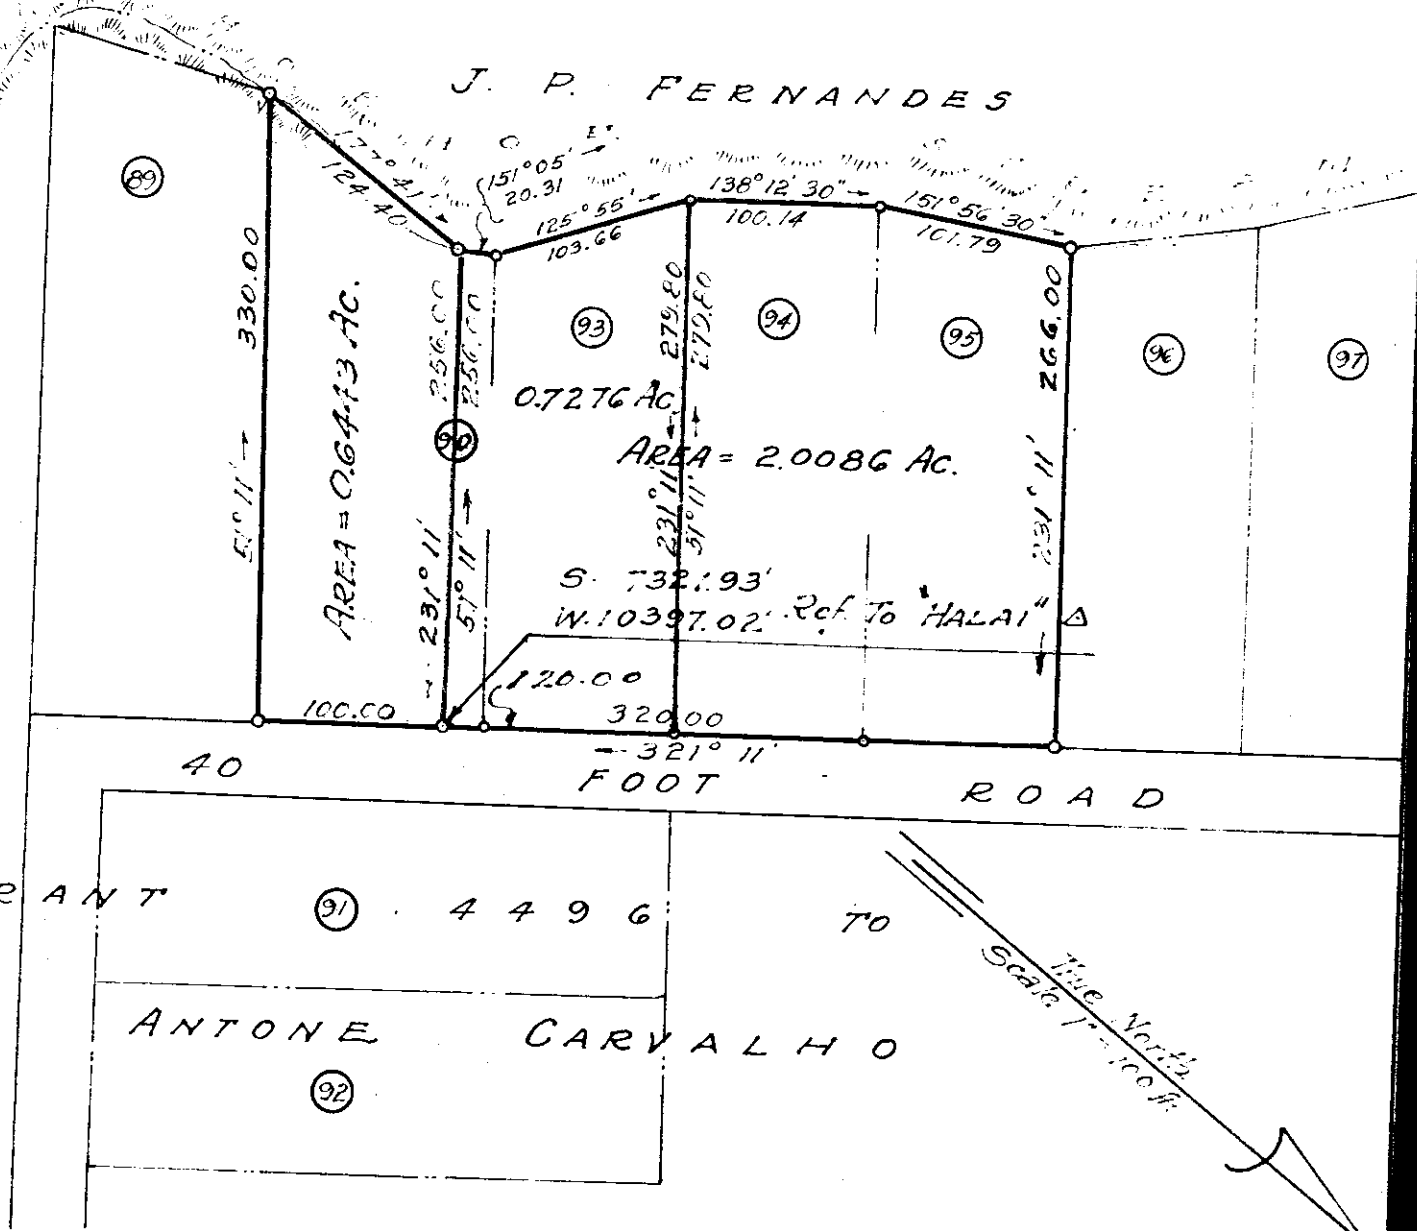 J. P. FERNANDES
89
177° 41'
124.40
151° 05'
20.31
125° 55'
103.66
138° 12' 30"
100.14
151° 56' 30"
101.79
330.00
51° 11'
AREA = 0.6443 Ac.
256.00
256.00
90
231° 11'
51° 11'
93
0.7276 Ac
279.80
279.80
231° 11'
51° 11'
94
95
AREA = 2.0086 Ac.
266.00
231° 11'
96
97
S. 7321.93'
W. 10397.02' Ref. To "HALAI" Δ
120.00
100.00
320.00
321° 11'
40 FOOT ROAD
RANT 4496 TO
91
ANTONE CARVALHO
92
True North
Scale 1" = 100 ft.